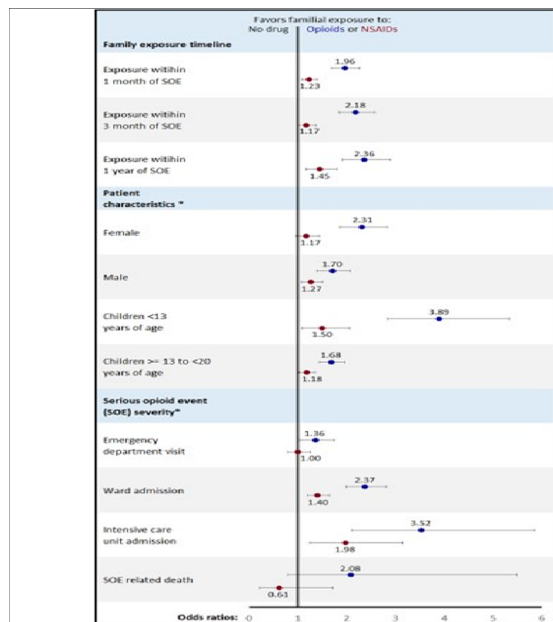 Favors familial exposure to:
No drug Opioids or NSAIDs
Family exposure timeline
1.96
Exposure witihin
1 month of SOE
1.23
2.18
Exposure witihin
3 month of SOE
1.17
2.36
Exposure witihin
1 year of SOE
1.45
Patient
characteristics *
2.31
Female
1.17
1.70
Male
1.27
3.89
Children <13
years of age
1.50
1.68
Children >= 13 to <20
years of age
1.18
Serious opioid event
(SOE) severity*
1.36
Emergency
department visit
1.00
2.37
Ward admission
1.40
3.52
Intensive care
unit admission
1.98
2.08
SOE related death
0.61
Odds ratios: 0 1 2 3 4 5 6